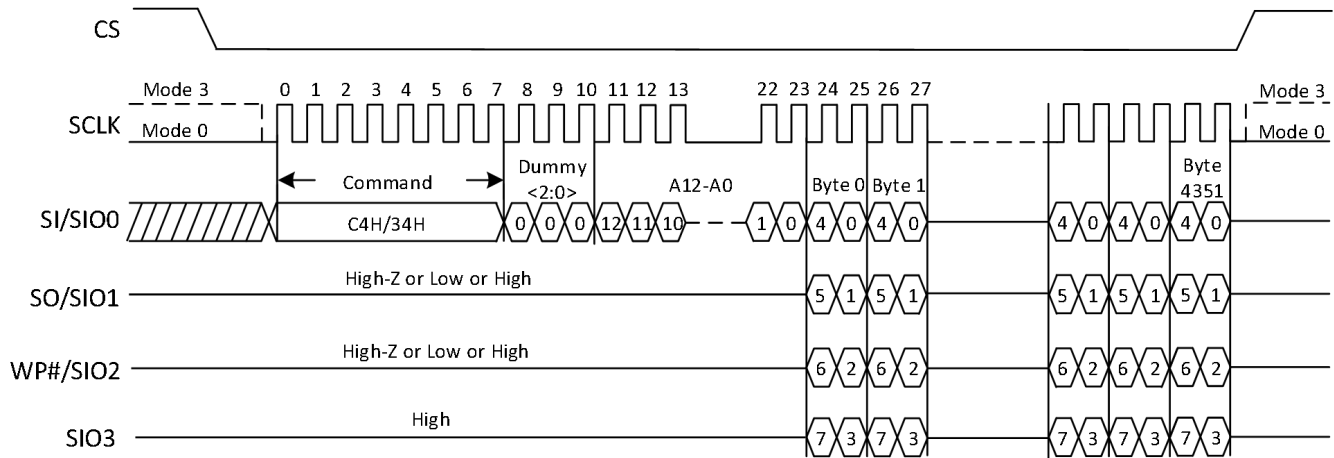 CS
0 1 2 3 4 5 6 7 8 9 10 11 12 13 22 23 24 25 26 27
Mode 3 Mode 3
SCLK
Mode 0 Mode 0
Dummy Byte
Command <2:0> A12-A0 Byte 0 Byte 1 4351
SI/SIO0 C4H/34H 0 0 0 12 11 10 1 0 4 0 4 0 4 0 4 0 4 0
High-Z or Low or High
SO/SIO1 5 1 5 1 5 1 5 1 5 1
High-Z or Low or High
WP#/SIO2 6 2 6 2 6 2 6 2 6 2
High
SIO3 7 3 7 3 7 3 7 3 7 3